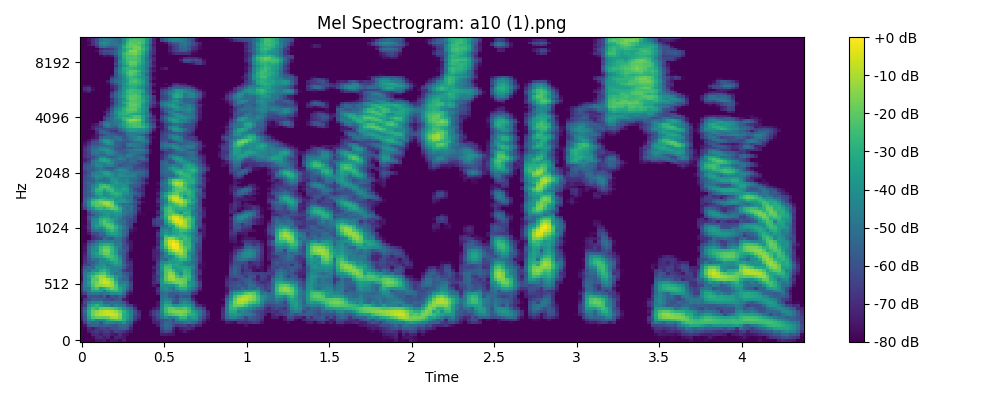 Mel Spectrogram: a10 (1).png
8192
4096
2048
1024
512
0
Hz
0
0.5
1
1.5
2
2.5
3
3.5
4
Time
+0 dB
-10 dB
-20 dB
-30 dB
-40 dB
-50 dB
-60 dB
-70 dB
-80 dB